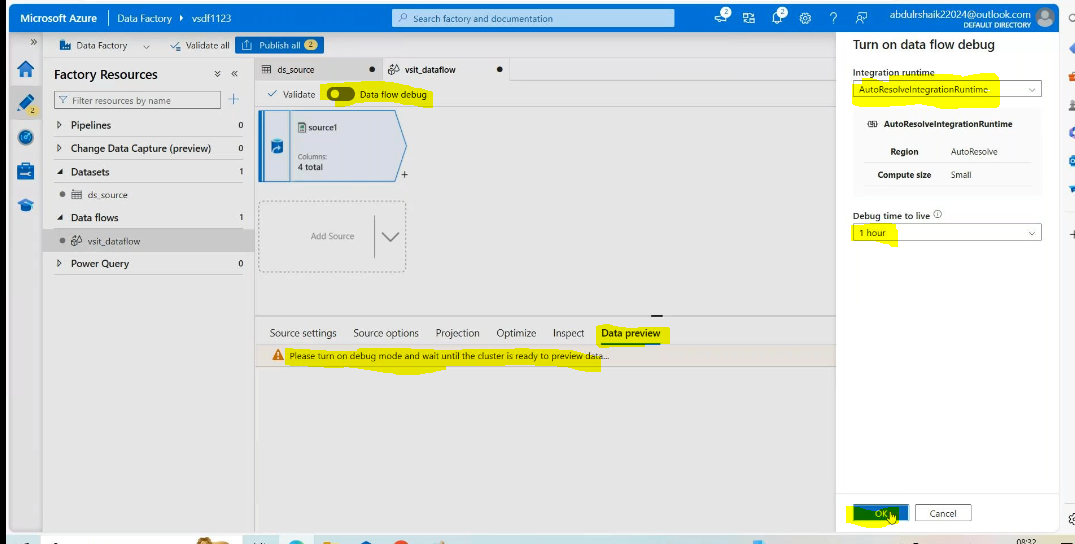 Microsoft Azure
Data Factory
vsdf1123
Search factory and documentation
2
2
abdulrshaik22024@outlook.com
DEFAULT DIRECTORY
»
Data Factory
Validate all
Publish all 2
Factory Resources
Filter resources by name
Pipelines 0
Change Data Capture (preview) 0
Datasets 1
ds_source
Data flows 1
vsit_dataflow
Power Query 0
2
ds_source
vsit_dataflow
Validate
Data flow debug
source1
Columns:
4 total
Add Source
Source settings
Source options
Projection
Optimize
Inspect
Data preview
Please turn on debug mode and wait until the cluster is ready to preview data...
Turn on data flow debug
Integration runtime
AutoResolveIntegrationRuntime
AutoResolveIntegrationRuntime
Region AutoResolve
Compute size Small
Debug time to live
1 hour
OK
Cancel
08:32